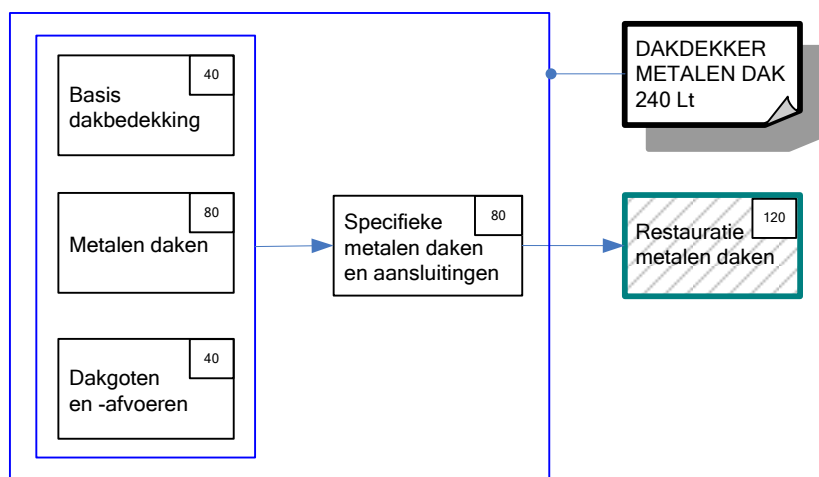 40
Basis
dakbedekking
80
Metalen daken
40
Dakgoten
en -afvoeren
80
Specifieke
metalen daken
en aansluitingen
DAKDEKKER
METALEN DAK
240 Lt
120
Restauratie
metalen daken